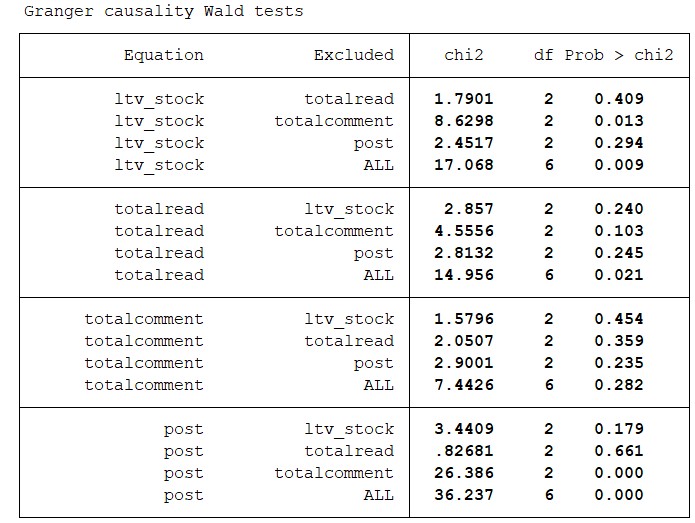 Granger causality Wald tests
Equation Excluded chi2 df Prob > chi2
ltv_stock totalread 1.7901 2 0.409
ltv_stock totalcomment 8.6298 2 0.013
ltv_stock post 2.4517 2 0.294
ltv_stock ALL 17.068 6 0.009
totalread ltv_stock 2.857 2 0.240
totalread totalcomment 4.5556 2 0.103
totalread post 2.8132 2 0.245
totalread ALL 14.956 6 0.021
totalcomment ltv_stock 1.5796 2 0.454
totalcomment totalread 2.0507 2 0.359
totalcomment post 2.9001 2 0.235
totalcomment ALL 7.4426 6 0.282
post ltv_stock 3.4409 2 0.179
post totalread .82681 2 0.661
post totalcomment 26.386 2 0.000
post ALL 36.237 6 0.000